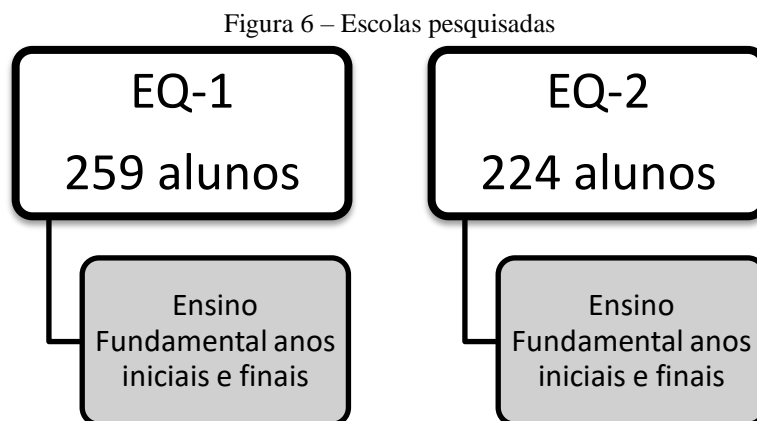 Figura 6 – Escolas pesquisadas
EQ-1
259 alunos
Ensino
Fundamental anos
iniciais e finais
EQ-2
224 alunos
Ensino
Fundamental anos
iniciais e finais